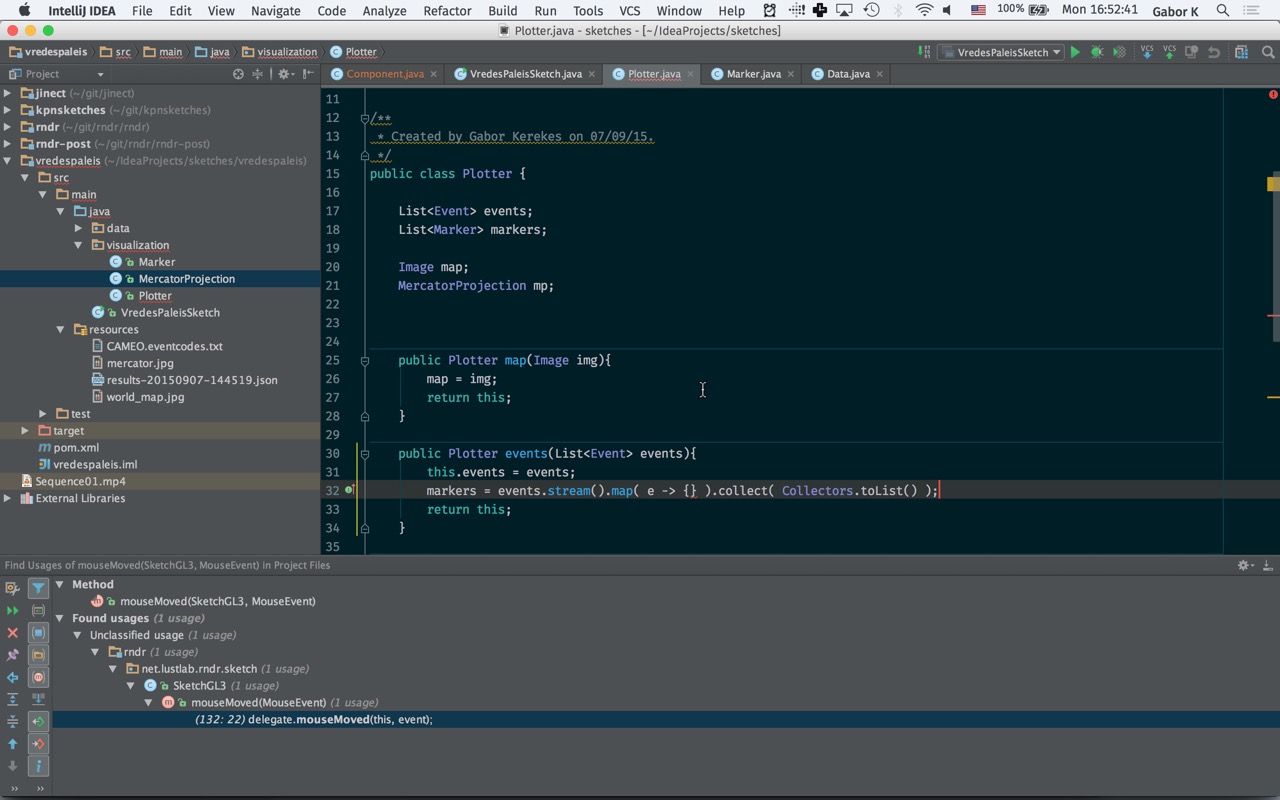 IntelliJ IDEA File Edit View Navigate Code Analyze Refactor Build Run Tools VCS Window Help 100% Mon 16:52:41 Gabor K
Plotter.java - sketches - [~/IdeaProjects/sketches]
vredespaleis src main java visualization Plotter VredesPaleisSketch VCS VCS
Project Component.java VredesPaleisSketch.java Plotter.java Marker.java Data.java
jinect (~/git/jinect)
kpnsketches (~/git/kpnsketches)
rndr (~/git/rndr/rndr)
rndr-post (~/git/rndr/rndr-post)
vredespaleis (~/IdeaProjects/sketches/vredespaleis)
src
main
java
data
visualization
Marker
MercatorProjection
Plotter
VredesPaleisSketch
resources
CAMEO.eventcodes.txt
mercator.jpg
results-20150907-144519.json
world_map.jpg
test
target
pom.xml
vredespaleis.iml
Sequence01.mp4
External Libraries
11
12 /**
13 * Created by Gabor Kerekes on 07/09/15.
14 */
15 public class Plotter {
16
17 List<Event> events;
18 List<Marker> markers;
19
20 Image map;
21 MercatorProjection mp;
22
23
24
25 public Plotter map(Image img){
26 map = img;
27 return this;
28 }
29
30 public Plotter events(List<Event> events){
31 this.events = events;
32 markers = events.stream().map( e -> {} ).collect( Collectors.toList() );
33 return this;
34 }
35
Find Usages of mouseMoved(SketchGL3, MouseEvent) in Project Files
Method
mouseMoved(SketchGL3, MouseEvent)
Found usages (1 usage)
Unclassified usage (1 usage)
rndr (1 usage)
net.lustlab.rndr.sketch (1 usage)
SketchGL3 (1 usage)
mouseMoved(MouseEvent) (1 usage)
(132: 22) delegate.mouseMoved(this, event);